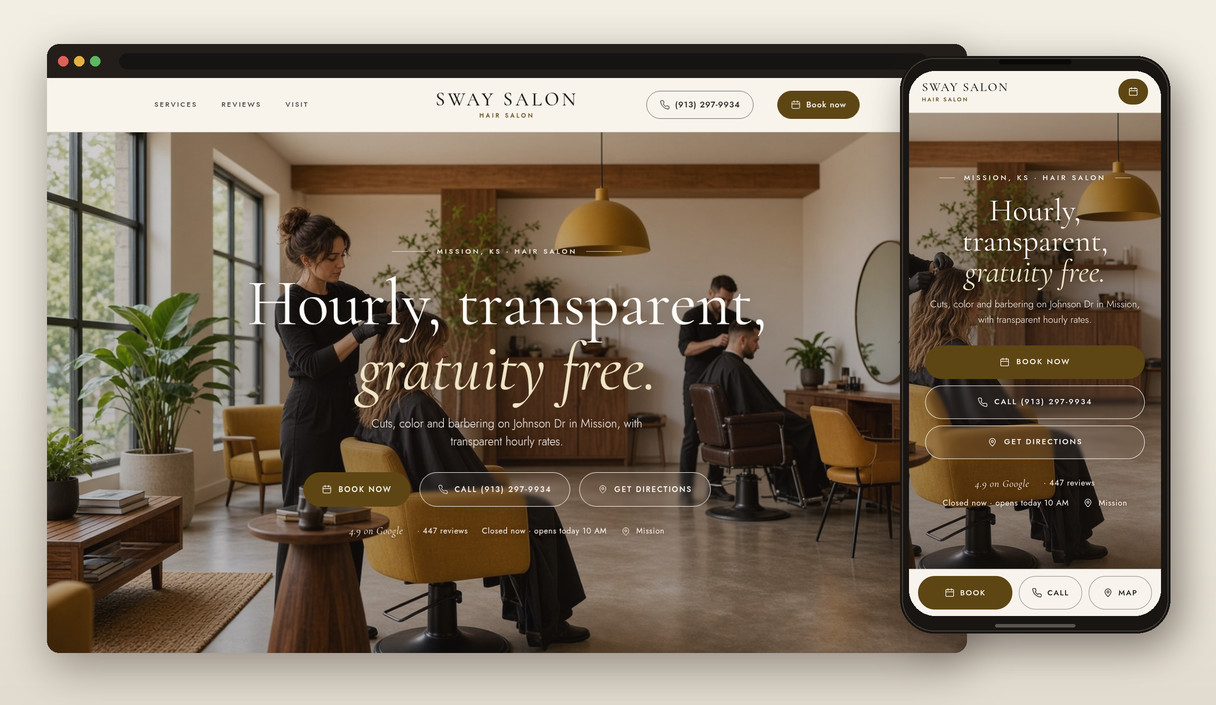 SERVICES
REVIEWS
VISIT
SWAY SALON
HAIR SALON
(913) 297-9934
Book now
MISSION, KS · HAIR SALON
Hourly, transparent,
gratuity free.
Cuts, color and barbering on Johnson Dr in Mission, with
transparent hourly rates.
BOOK NOW
CALL (913) 297-9934
GET DIRECTIONS
4.9 on Google · 447 reviews Closed now · opens today 10 AM Mission
SWAY SALON
HAIR SALON
MISSION, KS · HAIR SALON
Hourly,
transparent,
gratuity free.
Cuts, color and barbering on Johnson Dr in Mission,
with transparent hourly rates.
BOOK NOW
CALL (913) 297-9934
GET DIRECTIONS
4.9 on Google · 447 reviews
Closed now · opens today 10 AM Mission
BOOK
CALL
MAP